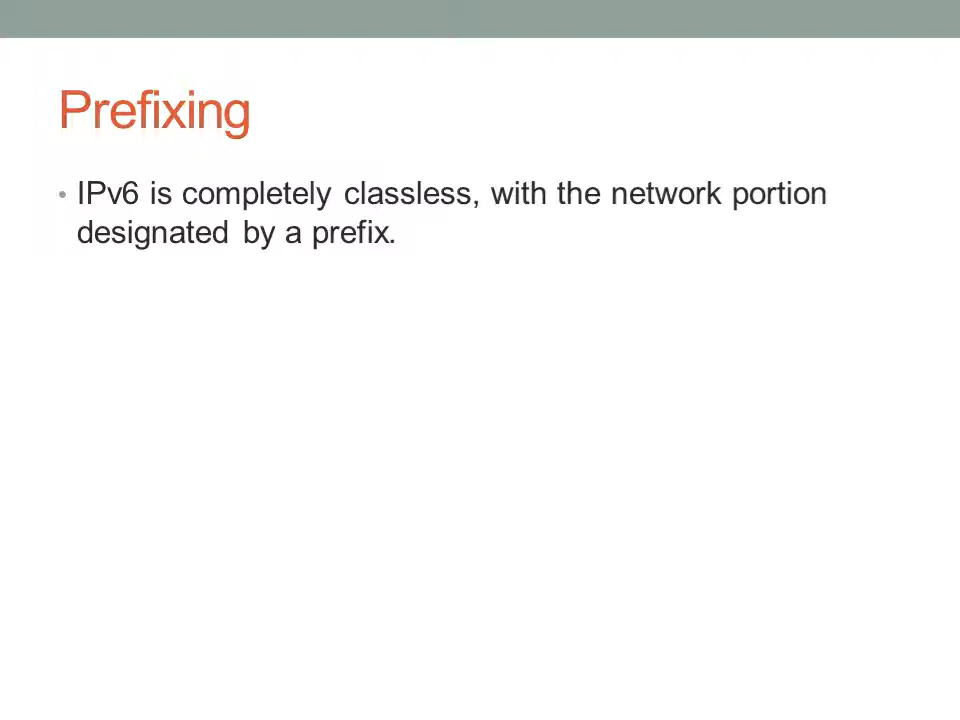 Prefixing
• IPv6 is completely classless, with the network portion
designated by a prefix.